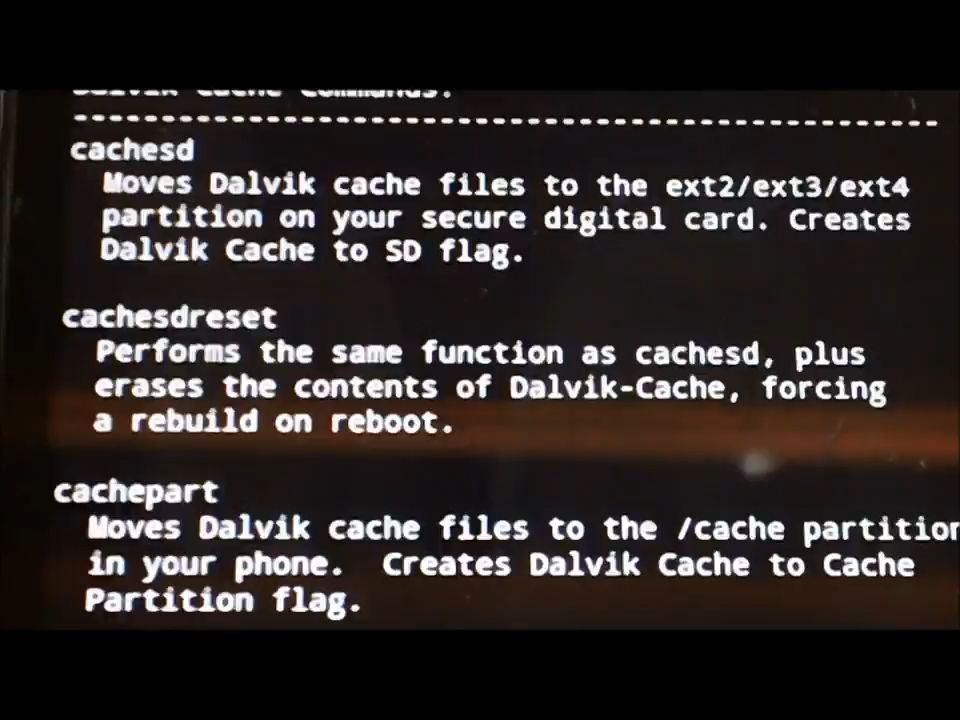 Dalvik Cache Commands:
--------------------------------------------------
cachesd
Moves Dalvik cache files to the ext2/ext3/ext4
partition on your secure digital card. Creates
Dalvik Cache to SD flag.
cachesdreset
Performs the same function as cachesd, plus
erases the contents of Dalvik-Cache, forcing
a rebuild on reboot.
cachepart
Moves Dalvik cache files to the /cache partition
in your phone. Creates Dalvik Cache to Cache
Partition flag.